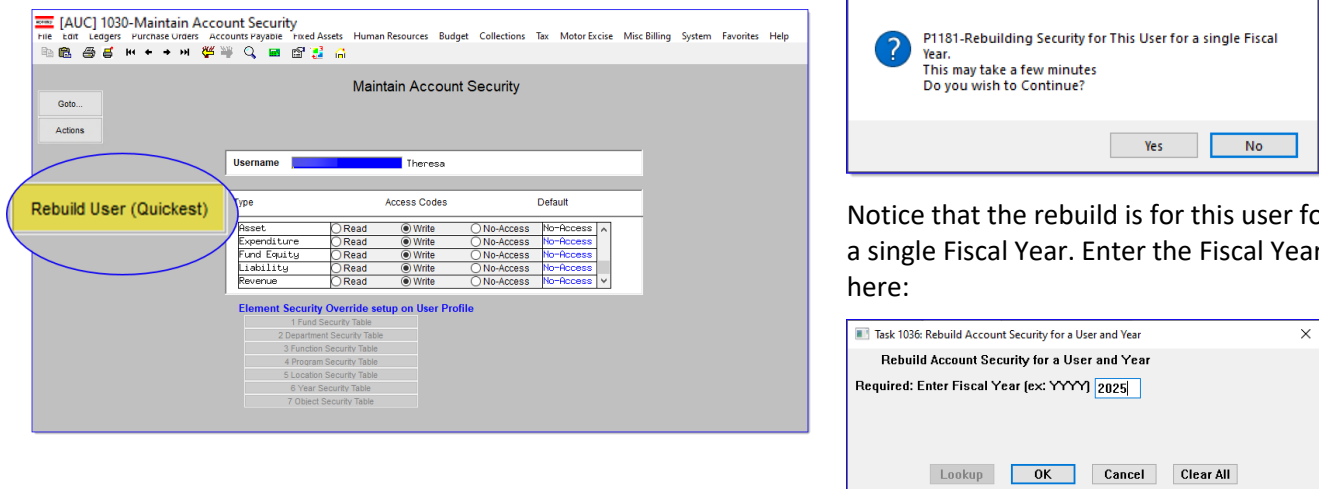 [AUC] 1030-Maintain Account Security
File Edit Ledgers Purchase Orders Accounts Payable Fixed Assets Human Resources Budget Collections Tax Motor Excise Misc Billing System Favorites Help
Maintain Account Security
Goto...
Actions
Username Theresa
Rebuild User (Quickest)
Type Access Codes Default
Asset Read Write No-Access No-Access
Expenditure Read Write No-Access No-Access
Fund Equity Read Write No-Access No-Access
Liability Read Write No-Access No-Access
Revenue Read Write No-Access No-Access
Element Security Override setup on User Profile
1 Fund Security Table
2 Department Security Table
3 Function Security Table
4 Program Security Table
5 Location Security Table
6 Year Security Table
7 Object Security Table
P1181-Rebuilding Security for This User for a single Fiscal
Year.
This may take a few minutes
Do you wish to Continue?
Yes No
Notice that the rebuild is for this user fo
a single Fiscal Year. Enter the Fiscal Year
here:
Task 1036: Rebuild Account Security for a User and Year
Rebuild Account Security for a User and Year
Required: Enter Fiscal Year (ex: YYYY) 2025
Lookup OK Cancel Clear All